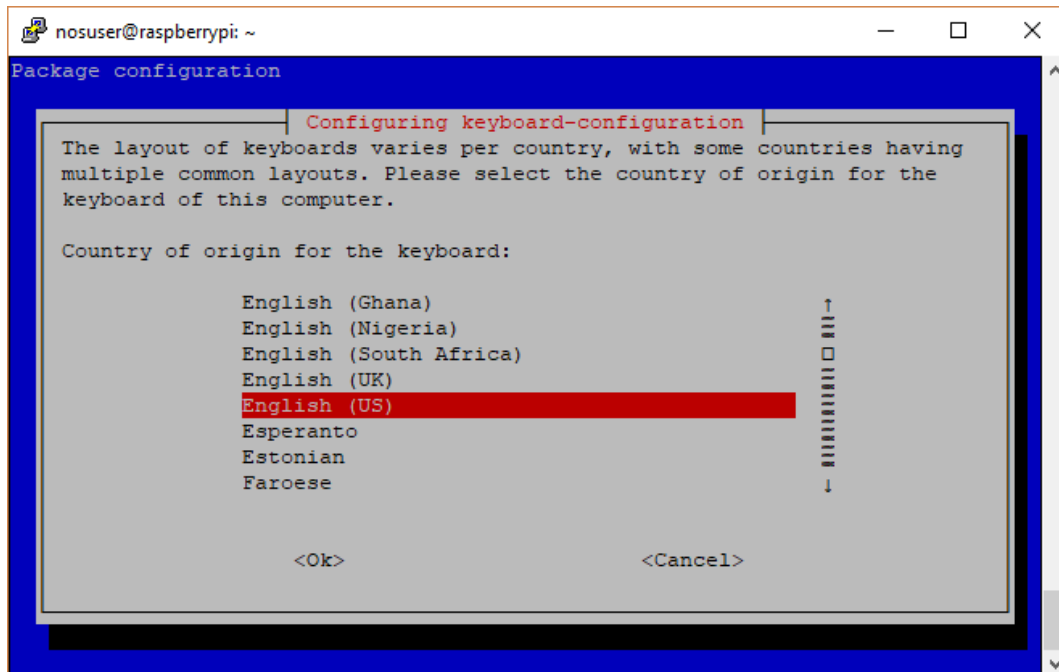 nosuser@raspberrypi: ~
Package configuration
Configuring keyboard-configuration
The layout of keyboards varies per country, with some countries having
multiple common layouts. Please select the country of origin for the
keyboard of this computer.
Country of origin for the keyboard:
English (Ghana)
English (Nigeria)
English (South Africa)
English (UK)
English (US)
Esperanto
Estonian
Faroese
<Ok> <Cancel>